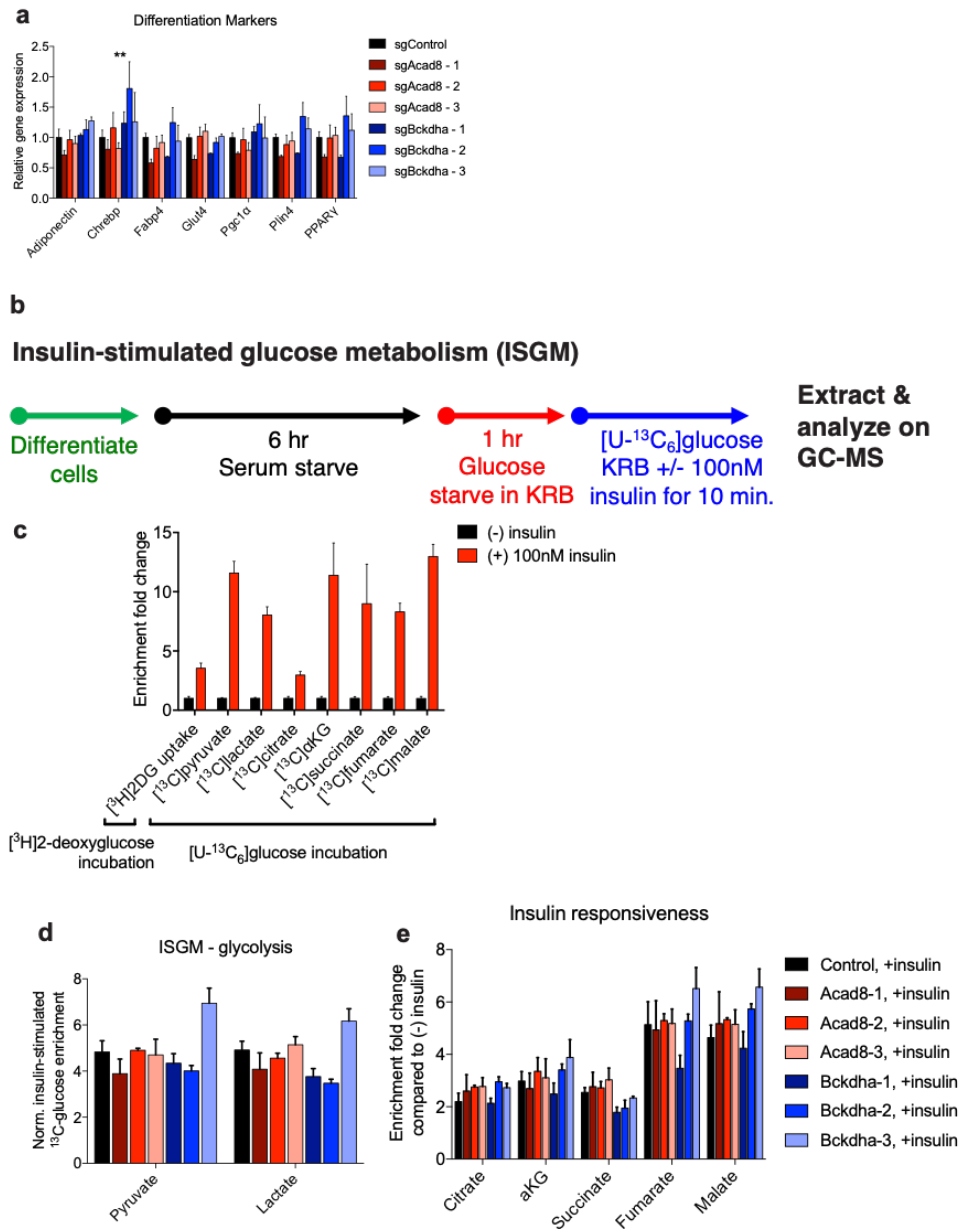 a
Differentiation Markers
Relative gene expression
2.5
2.0
1.5
1.0
0.5
0.0
**
Adiponectin
Chrebp
Fabp4
Glut4
Pgc1α
Plin4
PPARγ
sgControl
sgAcad8 - 1
sgAcad8 - 2
sgAcad8 - 3
sgBckdha - 1
sgBckdha - 2
sgBckdha - 3
b
Insulin-stimulated glucose metabolism (ISGM)
Differentiate
cells
6 hr
Serum starve
1 hr
Glucose
starve in KRB
[U-¹³C₆]glucose
KRB +/- 100nM
insulin for 10 min.
Extract &
analyze on
GC-MS
c
Enrichment fold change
15
10
5
0
(-) insulin
(+) 100nM insulin
[³H]2DG uptake
[¹³C]pyruvate
[¹³C]lactate
[¹³C]citrate
[¹³C]αKG
[¹³C]succinate
[¹³C]fumarate
[¹³C]malate
[³H]2-deoxyglucose
incubation
[U-¹³C₆]glucose incubation
d
ISGM - glycolysis
Norm. insulin-stimulated
¹³C-glucose enrichment
8
6
4
2
0
Pyruvate
Lactate
e
Insulin responsiveness
Enrichment fold change
compared to (-) insulin
8
6
4
2
0
Citrate
aKG
Succinate
Fumarate
Malate
Control, +insulin
Acad8-1, +insulin
Acad8-2, +insulin
Acad8-3, +insulin
Bckdha-1, +insulin
Bckdha-2, +insulin
Bckdha-3, +insulin